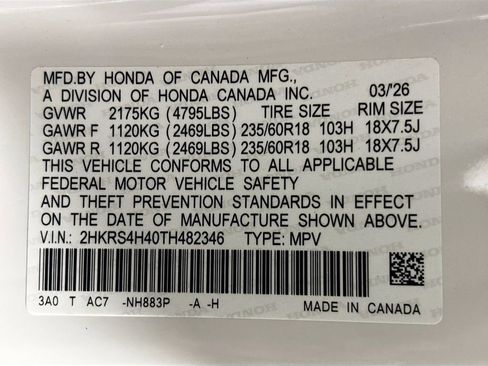 MFD.BY HONDA OF CANADA MFG.,
A DIVISION OF HONDA CANADA INC. 03/'26
GVWR 2175KG (4795LBS) TIRE SIZE RIM SIZE
GAWR F 1120KG (2469LBS) 235/60R18 103H 18X7.5J
GAWR R 1120KG (2469LBS) 235/60R18 103H 18X7.5J
THIS VEHICLE CONFORMS TO ALL APPLICABLE
FEDERAL MOTOR VEHICLE SAFETY
AND THEFT PREVENTION STANDARDS IN EFFECT
ON THE DATE OF MANUFACTURE SHOWN ABOVE.
V.I.N.: 2HKRS4H40TH482346 TYPE: MPV
3A0 T AC7 -NH883P -A -H MADE IN CANADA